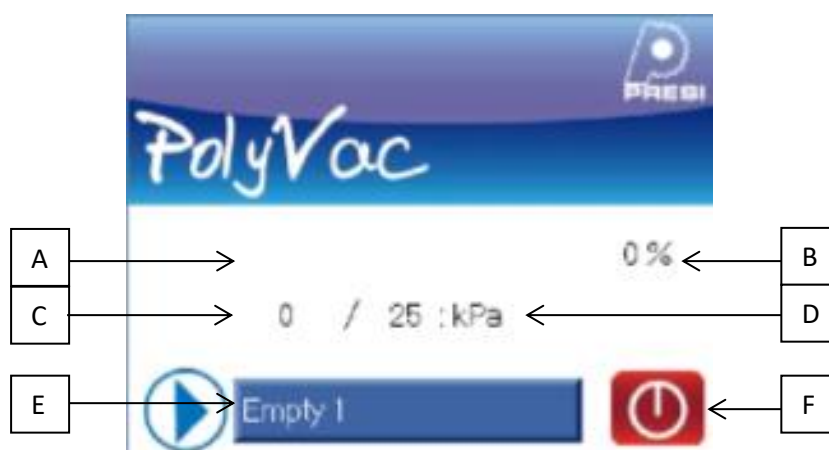 PRESI
PolyVac
A
0% B
C 0 / 25 : kPa D
E Empty 1 F